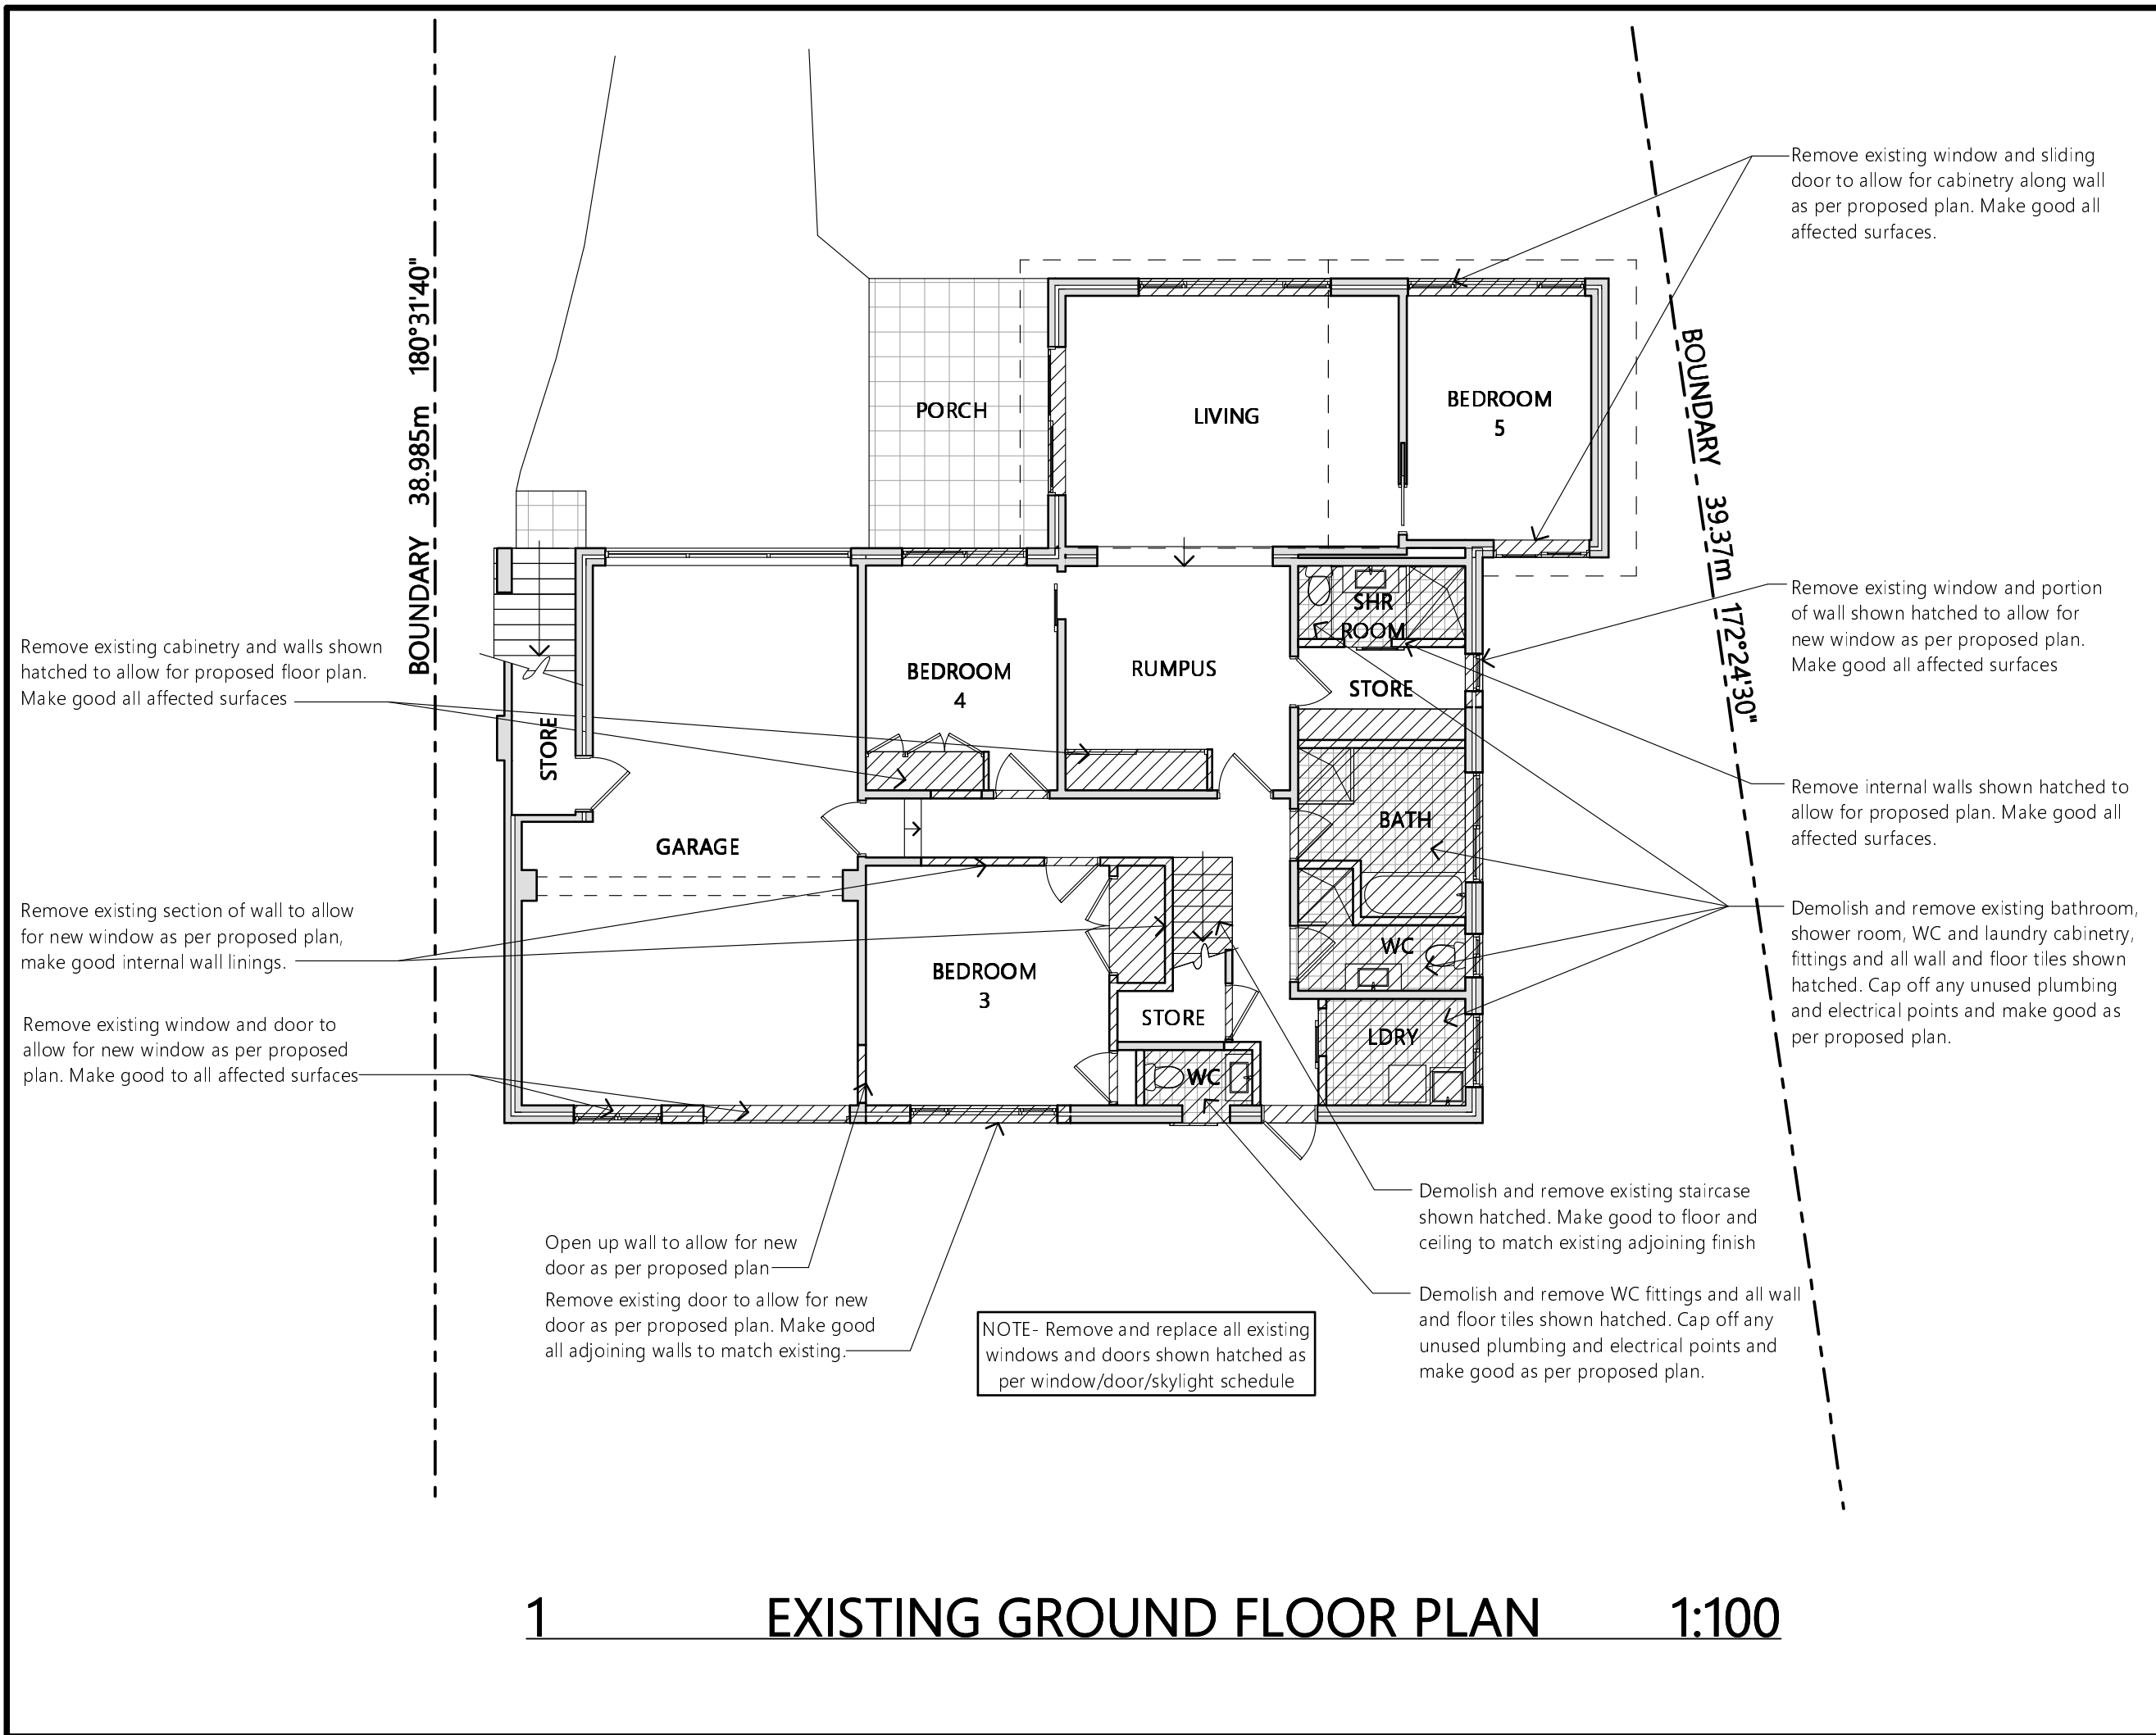 Remove existing window and sliding
door to allow for cabinetry along wall
as per proposed plan. Make good all
affected surfaces.
BOUNDARY 38.985m 180°31'40"
BOUNDARY 39.37m 172°24'30"
PORCH
LIVING
BEDROOM
5
Remove existing window and portion
of wall shown hatched to allow for
new window as per proposed plan.
Make good all affected surfaces
SHR
ROOM
Remove existing cabinetry and walls shown
hatched to allow for proposed floor plan.
Make good all affected surfaces
BEDROOM
4
RUMPUS
STORE
STORE
Remove internal walls shown hatched to
allow for proposed plan. Make good all
affected surfaces.
GARAGE
BATH
Remove existing section of wall to allow
for new window as per proposed plan,
make good internal wall linings.
Demolish and remove existing bathroom,
shower room, WC and laundry cabinetry,
fittings and all wall and floor tiles shown
hatched. Cap off any unused plumbing
and electrical points and make good as
per proposed plan.
WC
BEDROOM
3
STORE
LDRY
WC
Remove existing window and door to
allow for new window as per proposed
plan. Make good to all affected surfaces
Demolish and remove existing staircase
shown hatched. Make good to floor and
ceiling to match existing adjoining finish
Open up wall to allow for new
door as per proposed plan
Remove existing door to allow for new
door as per proposed plan. Make good
all adjoining walls to match existing.
Demolish and remove WC fittings and all wall
and floor tiles shown hatched. Cap off any
unused plumbing and electrical points and
make good as per proposed plan.
NOTE- Remove and replace all existing
windows and doors shown hatched as
per window/door/skylight schedule
1 EXISTING GROUND FLOOR PLAN 1:100